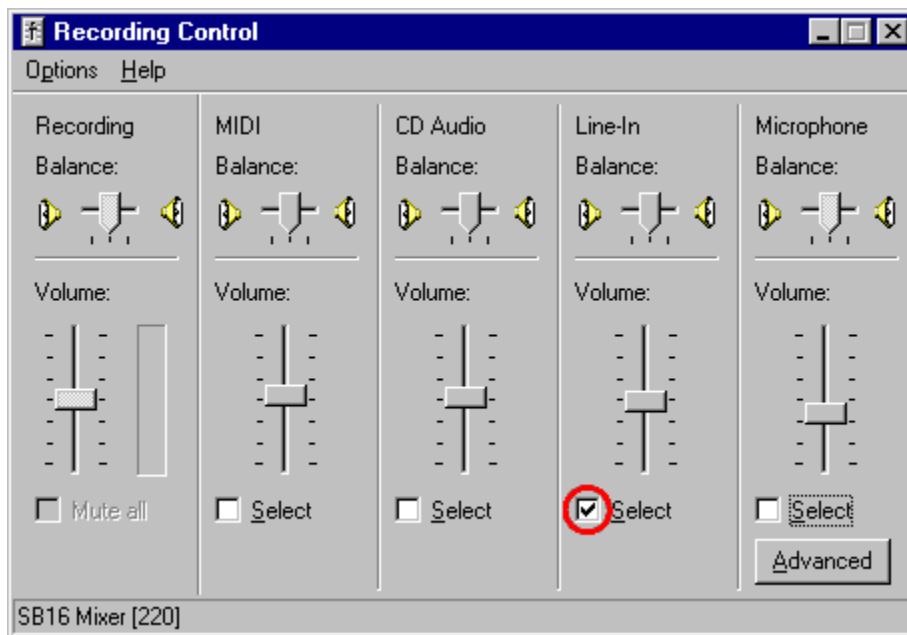 Recording Control
Options Help
Recording MIDI CD Audio Line-In Microphone
Balance: Balance: Balance: Balance: Balance:
Volume: Volume: Volume: Volume: Volume:
Mute all Select Select Select Select
Advanced
SB16 Mixer [220]